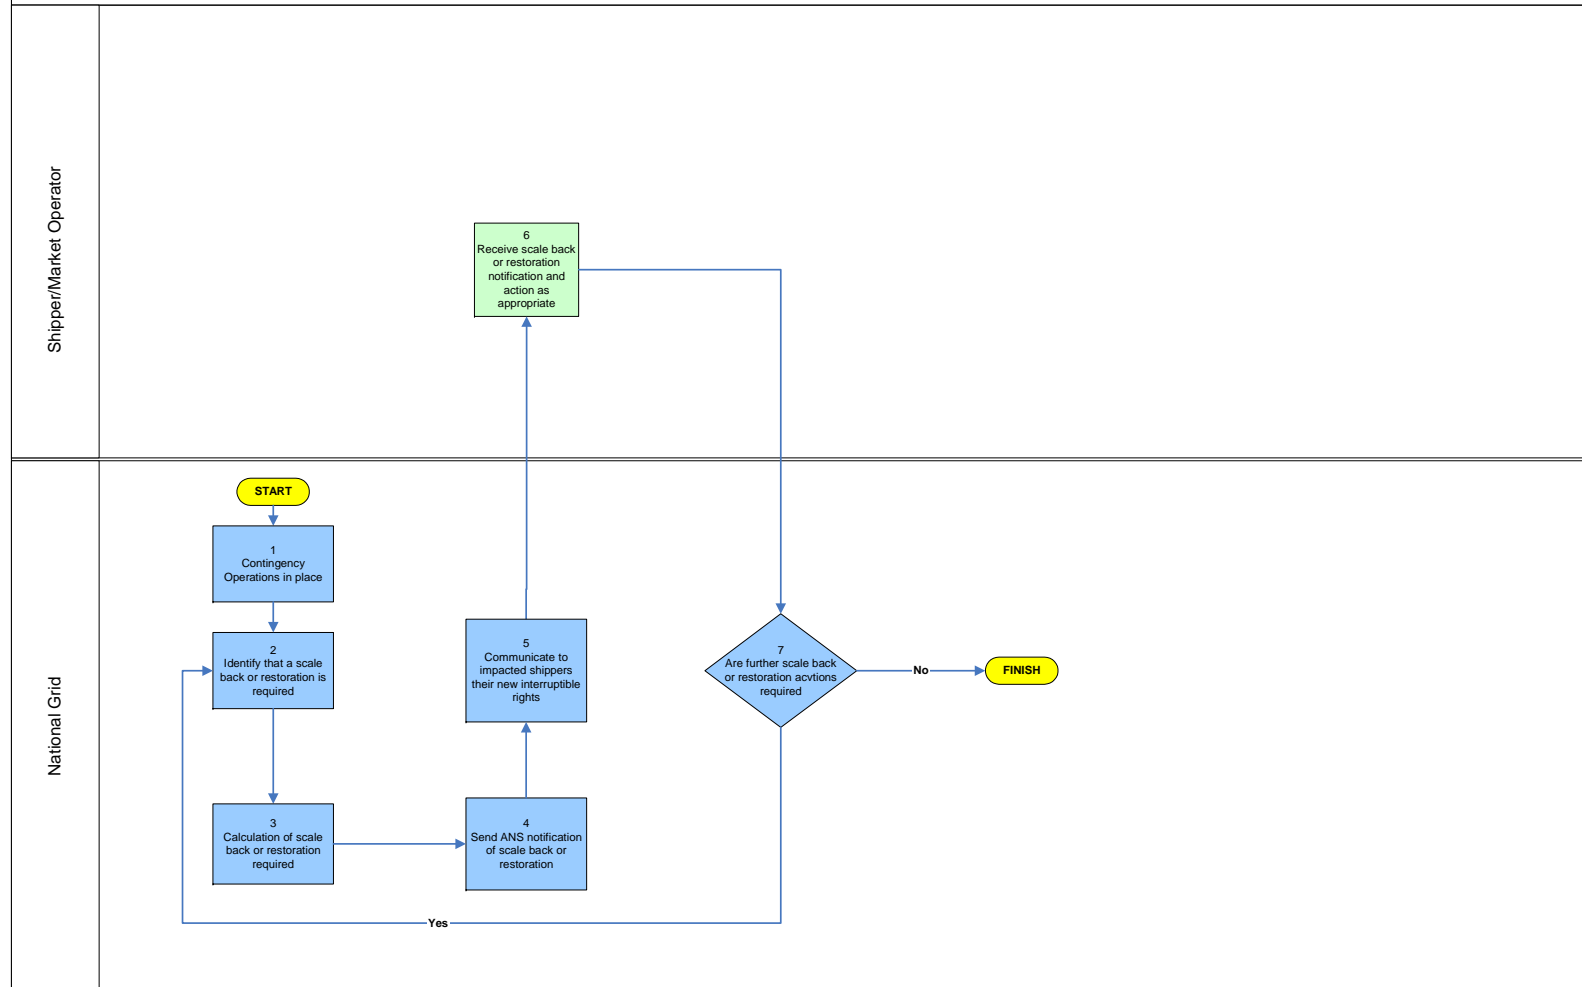 Shipper/Market Operator
6
Receive scale back
or restoration
notification and
action as
appropriate
National Grid
START
1
Contingency
Operations in place
2
Identify that a scale
back or restoration is
required
3
Calculation of scale
back or restoration
required
4
Send ANS notification
of scale back or
restoration
5
Communicate to
impacted shippers
their new interruptible
rights
7
Are further scale back
or restoration acvtions
required
No
FINISH
Yes